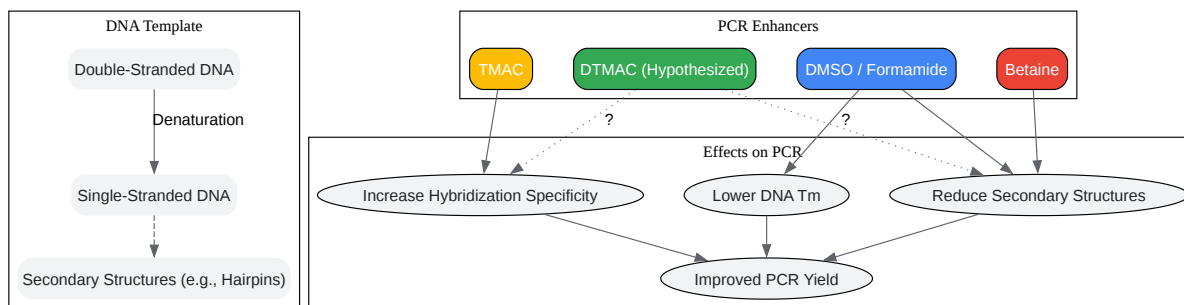 DNA Template
Double-Stranded DNA
Denaturation
Single-Stranded DNA
Secondary Structures (e.g., Hairpins)
PCR Enhancers
TMAC
DTMAC (Hypothesized)
DMSO / Formamide
Betaine
?
?
Effects on PCR
Increase Hybridization Specificity
Lower DNA Tm
Reduce Secondary Structures
Improved PCR Yield